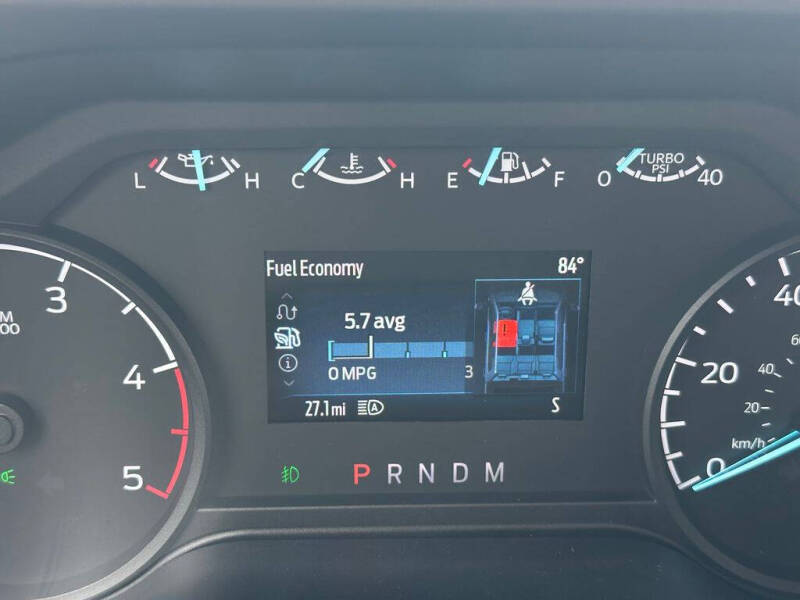 L H C H E F 0 TURBO PSI 40
Fuel Economy 84°
5.7 avg
0 MPG 3
27.1 mi A S
P R N D M
3
4
5
40
20
0
60
40
20
km/h